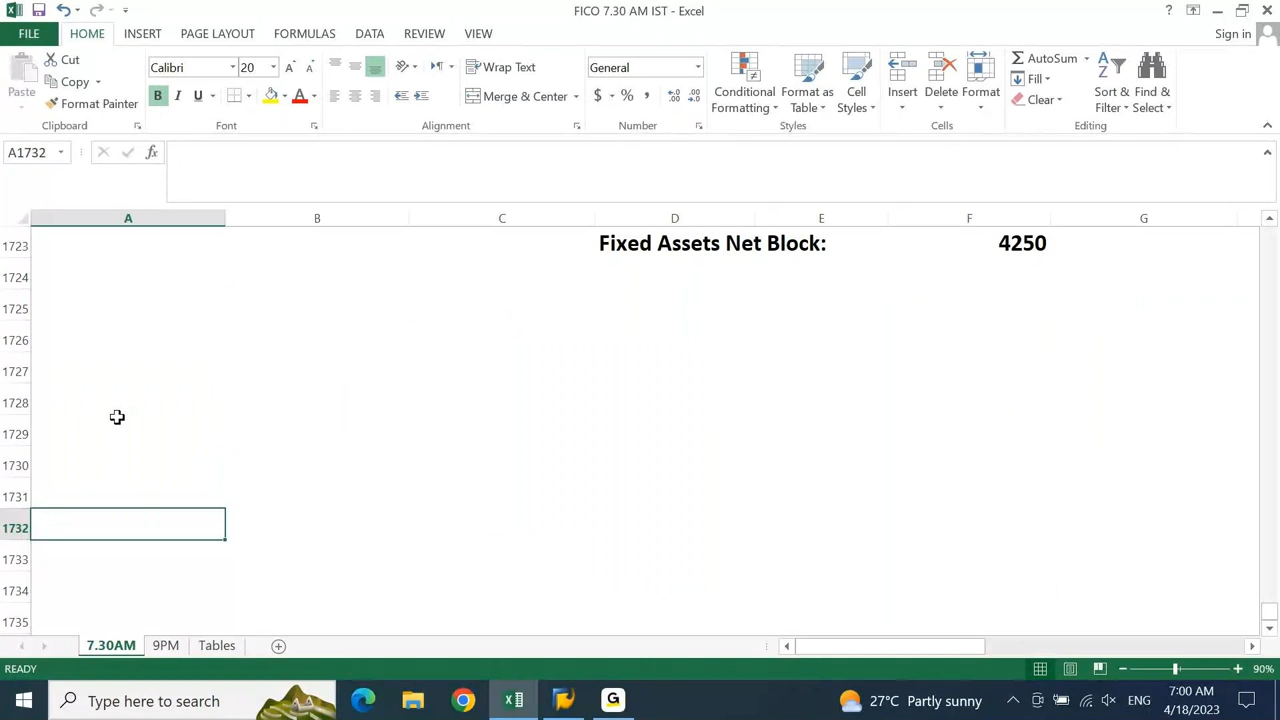 FICO 7.30 AM IST - Excel
?
FILE HOME INSERT PAGE LAYOUT FORMULAS DATA REVIEW VIEW Sign in
Paste
Cut
Copy
Format Painter
Clipboard
Calibri 20
B I U A
Font
Wrap Text
Merge & Center
Alignment
General
$ % ,
Number
Conditional Formatting
Format as Table
Cell Styles
Styles
Insert
Delete
Format
Cells
AutoSum
Fill
Clear
Sort & Filter
Find & Select
Editing
A1732 fx
A B C D E F G
1723 Fixed Assets Net Block: 4250
1724
1725
1726
1727
1728
1729
1730
1731
1732
1733
1734
1735
7.30AM 9PM Tables
READY 90%
Type here to search
27°C Partly sunny
ENG
7:00 AM
4/18/2023